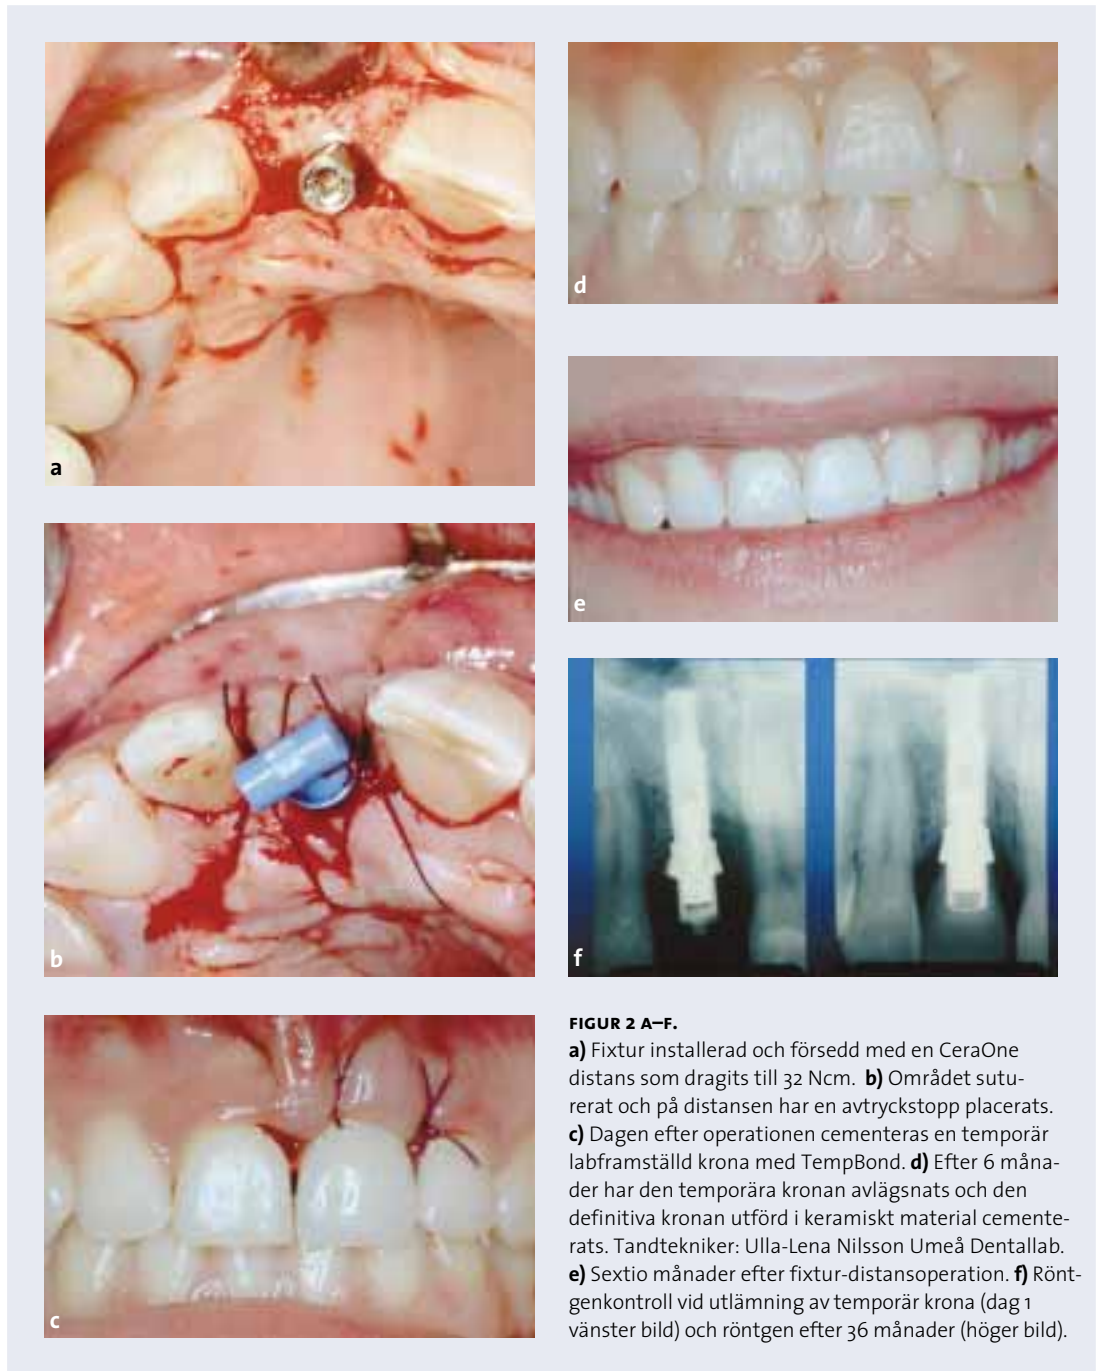 a
b
c
d
e
f
FIGUR 2 A–F.
a) Fixtur installerad och försedd med en CeraOne
distans som dragits till 32 Ncm. b) Området sutu-
rerat och på distansen har en avtryckstopp placerats.
c) Dagen efter operationen cementeras en temporär
labframställd krona med TempBond. d) Efter 6 måna-
der har den temporära kronan avlägsnats och den
definitiva kronan utförd i keramiskt material cemente-
rats. Tandtekniker: Ulla-Lena Nilsson Umeå Dentallab.
e) Sextio månader efter fixtur-distansoperation. f) Rönt-
genkontroll vid utlämning av temporär krona (dag 1
vänster bild) och röntgen efter 36 månader (höger bild).